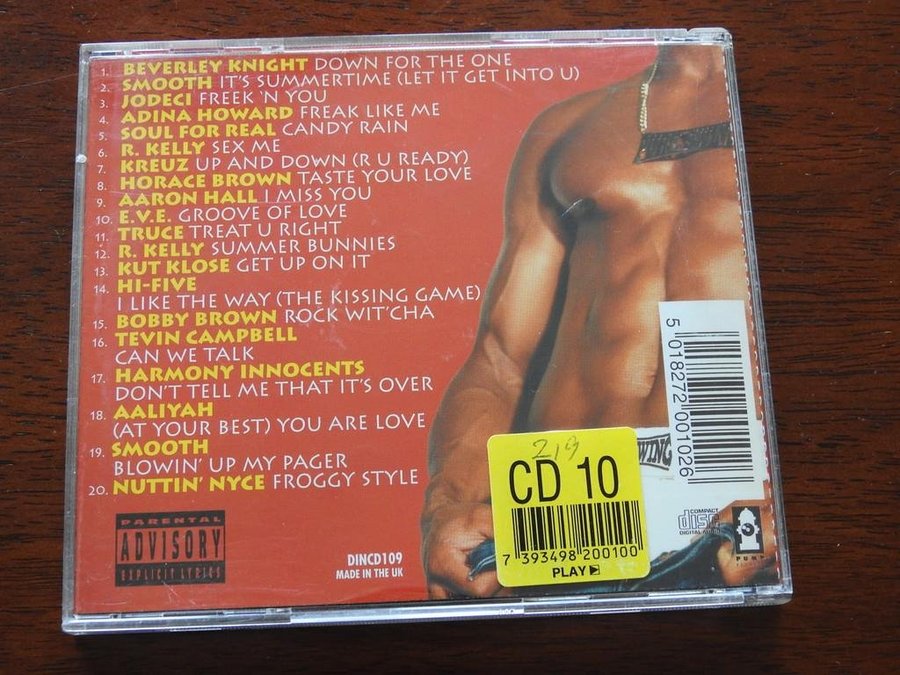 1. BEVERLEY KNIGHT DOWN FOR THE ONE
2. SMOOTH IT'S SUMMERTIME (LET IT GET INTO U)
3. JODECI FREEK 'N YOU
4. ADINA HOWARD FREAK LIKE ME
5. SOUL FOR REAL CANDY RAIN
6. R. KELLY SEX ME
7. KREUZ UP AND DOWN (R U READY)
8. HORACE BROWN TASTE YOUR LOVE
9. AARON HALL I MISS YOU
10. E.V.E. GROOVE OF LOVE
11. TRUCE TREAT U RIGHT
12. R. KELLY SUMMER BUNNIES
13. KUT KLOSE GET UP ON IT
14. HI-FIVE
I LIKE THE WAY (THE KISSING GAME)
15. BOBBY BROWN ROCK WIT'CHA
16. TEVIN CAMPBELL
CAN WE TALK
17. HARMONY INNOCENTS
DON'T TELL ME THAT IT'S OVER
18. AALIYAH
(AT YOUR BEST) YOU ARE LOVE
19. SMOOTH
BLOWIN' UP MY PAGER
20. NUTTIN' NYCE FROGGY STYLE
PARENTAL
ADVISORY
EXPLICIT LYRICS
DINCD109
MADE IN THE UK
5 018272 001026
WING
CD 10
7 393498 200100
PLAY
COMPACT
disc
DIGITAL AUDIO
PUMP